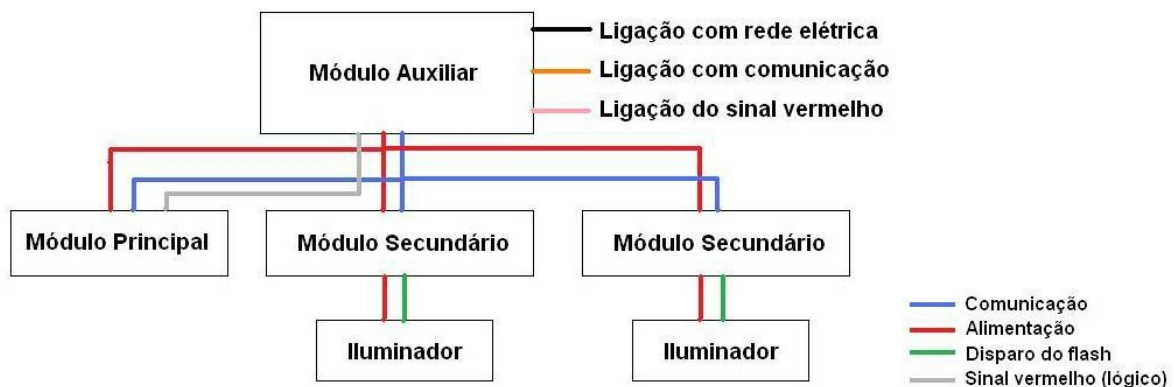 Ligação com rede elétrica
Módulo Auxiliar
Ligação com comunicação
Ligação do sinal vermelho
Módulo Principal
Módulo Secundário
Módulo Secundário
Iluminador
Iluminador
Comunicação
Alimentação
Disparo do flash
Sinal vermelho (lógico)